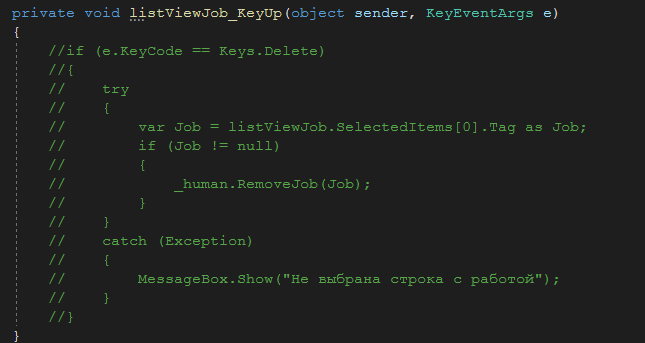 private void listViewJob_KeyUp(object sender, KeyEventArgs e)
{
    //if (e.KeyCode == Keys.Delete)
    //{
    //    try
    //    {
    //        var Job = listViewJob.SelectedItems[0].Tag as Job;
    //        if (Job != null)
    //        {
    //            _human.RemoveJob(Job);
    //        }
    //    }
    //    catch (Exception)
    //    {
    //        MessageBox.Show("Не выбрана строка с работой");
    //    }
    //}
}